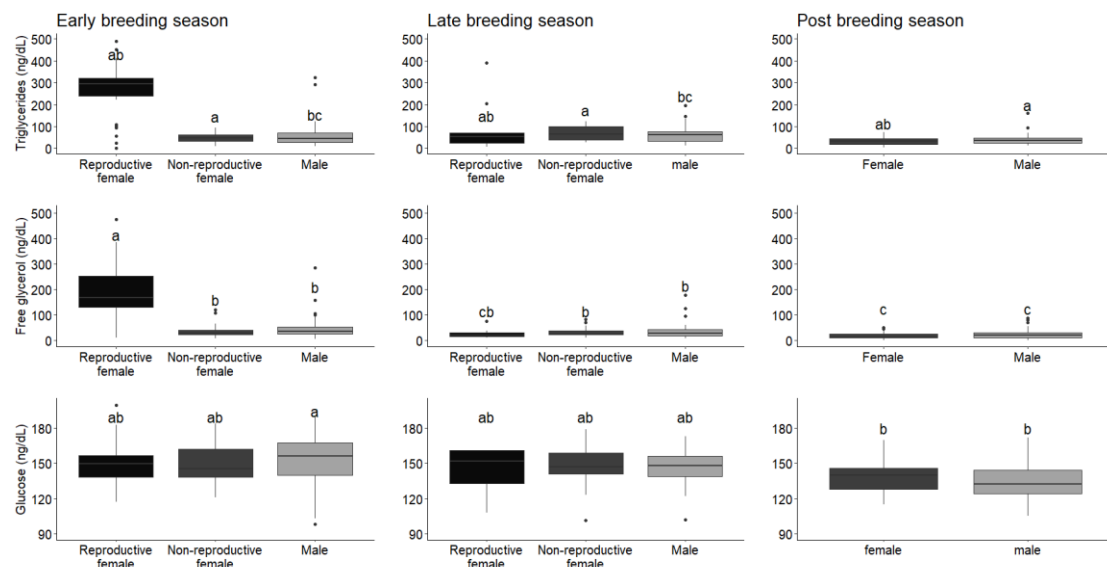 Early breeding season
Late breeding season
Post breeding season
Triglycerides (ng/dL)
500
400
300
200
100
0
ab
a
bc
Reproductive female
Non-reproductive female
Male
500
400
300
200
100
0
ab
a
bc
Reproductive female
Non-reproductive female
male
500
400
300
200
100
0
ab
a
Female
Male
Free glycerol (ng/dL)
500
400
300
200
100
0
a
b
b
Reproductive female
Non-reproductive female
Male
500
400
300
200
100
0
cb
b
b
Reproductive female
Non-reproductive female
Male
500
400
300
200
100
0
c
c
Female
Male
Glucose (ng/dL)
180
150
120
90
ab
ab
a
Reproductive female
Non-reproductive female
Male
180
150
120
90
ab
ab
ab
Reproductive female
Non-reproductive female
Male
180
150
120
90
b
b
female
male